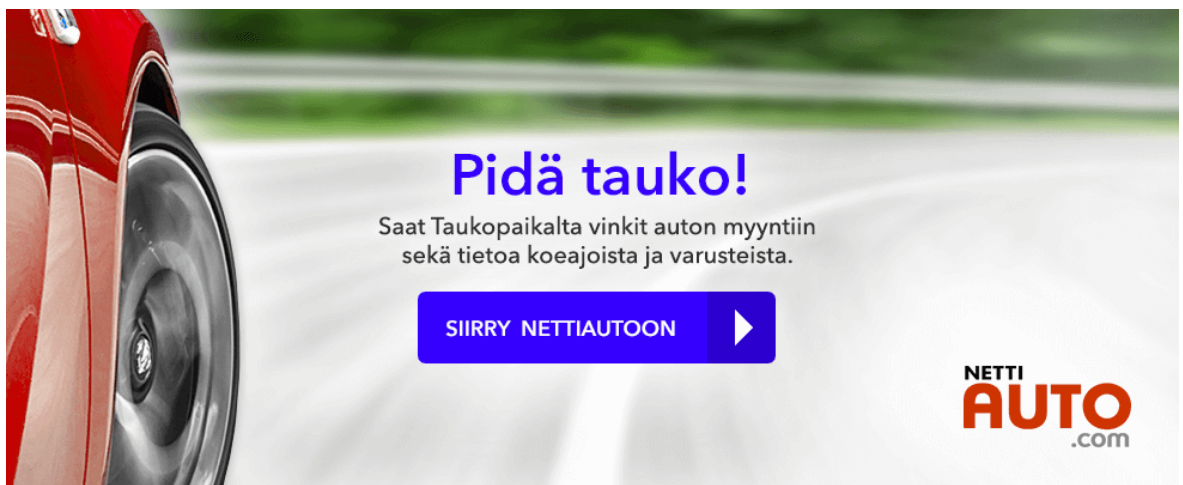 Pidä tauko!
Saat Taukopaikalta vinkit auton myyntiin
sekä tietoa koeajoista ja varusteista.
SIIRRY NETTIAUTOON
NETTI
AUTO
.com